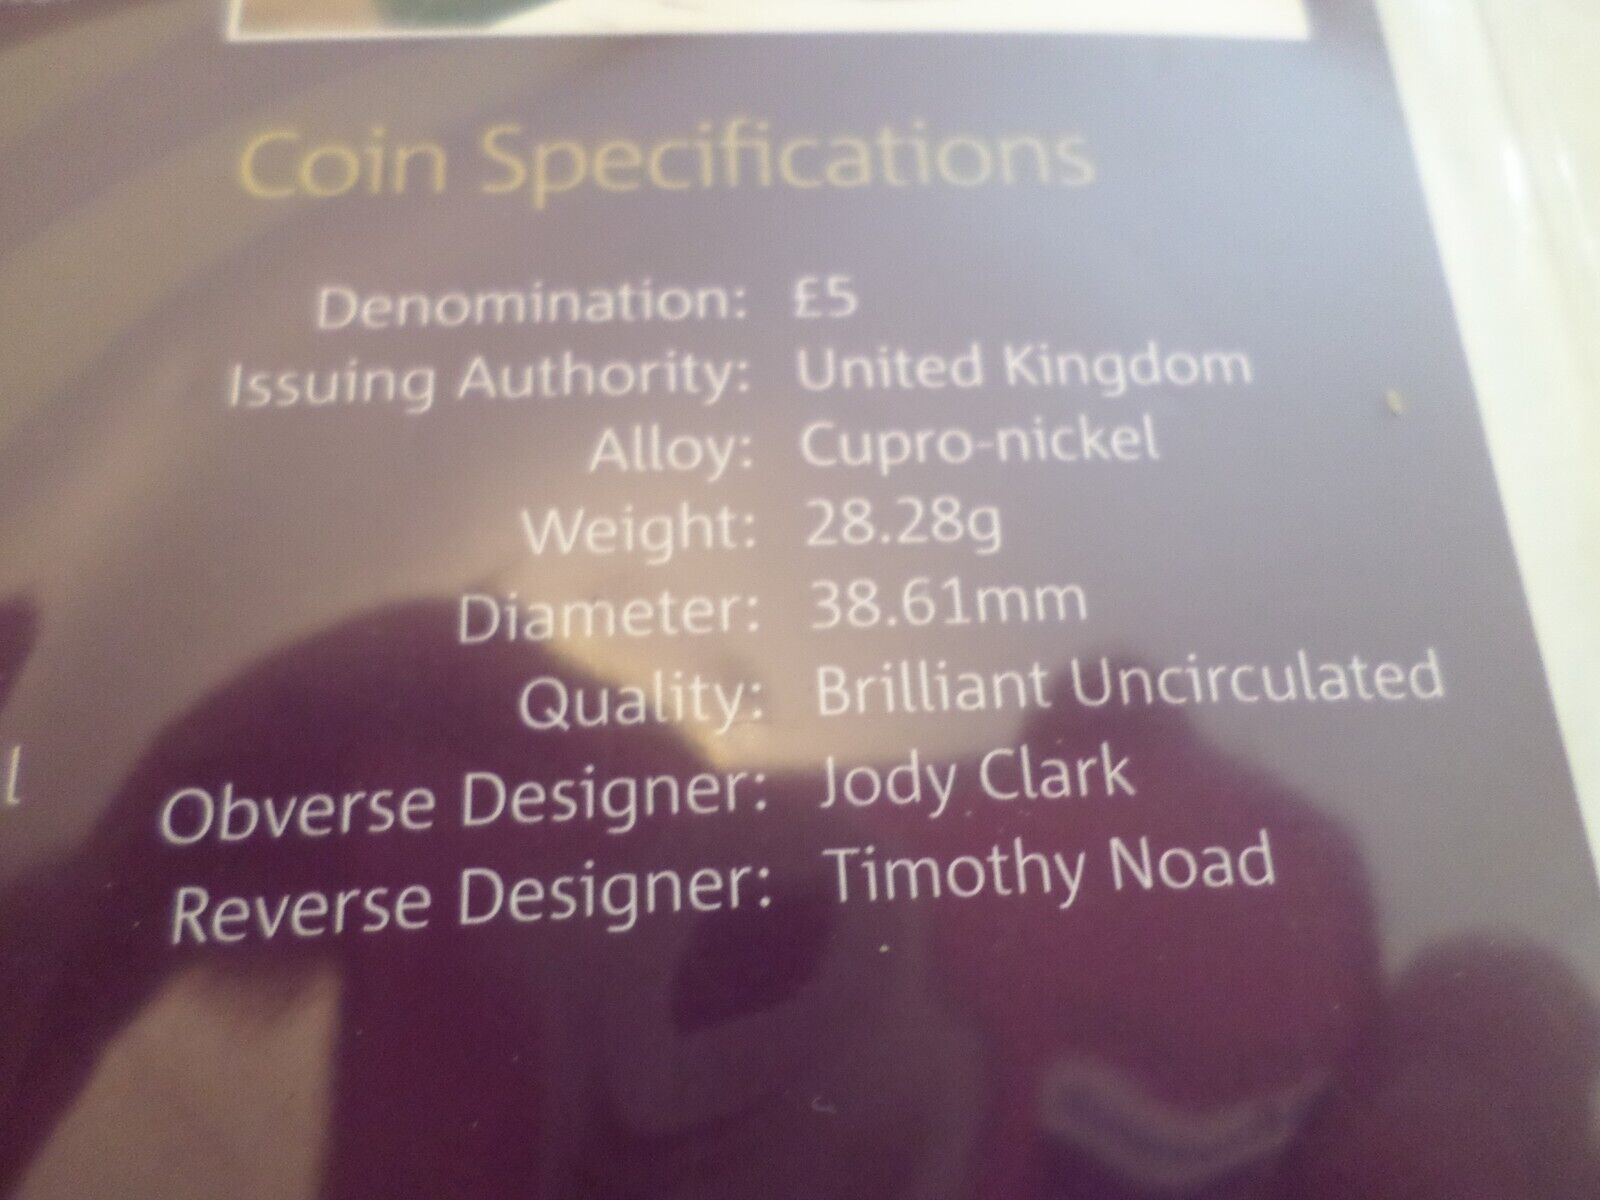 Coin Specifications
Denomination: £5
Issuing Authority: United Kingdom
Alloy: Cupro-nickel
Weight: 28.28g
Diameter: 38.61mm
Quality: Brilliant Uncirculated
Obverse Designer: Jody Clark
Reverse Designer: Timothy Noad